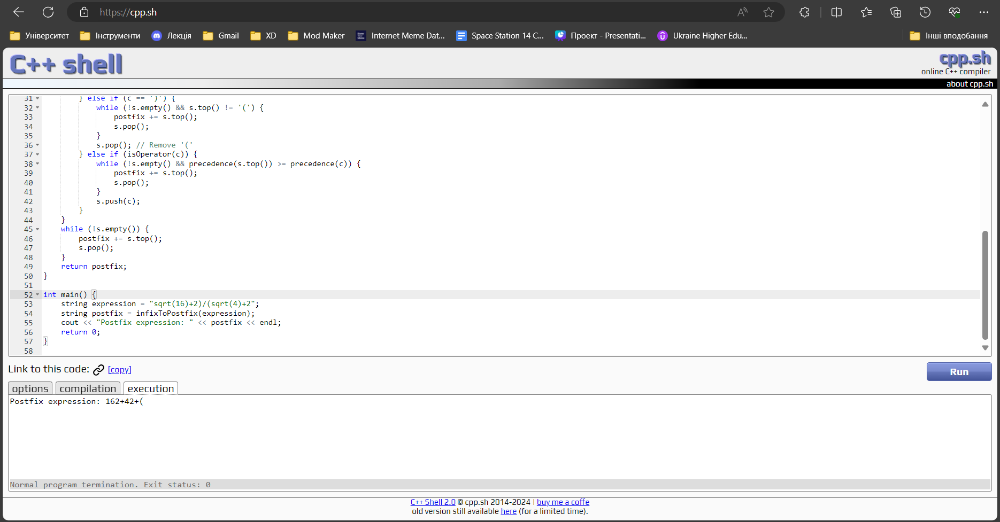 https://cpp.sh
Університет Інструменти Лекція Gmail XD Mod Maker Internet Meme Dat... Space Station 14 C... Проект - Presentati... Ukraine Higher Edu... Інші вподобання
C++ shell
cpp.sh
online C++ compiler
about cpp.sh
31 } else if (c == ')') {
32 while (!s.empty() && s.top() != '(') {
33 postfix += s.top();
34 s.pop();
35 }
36 s.pop(); // Remove '('
37 } else if (isOperator(c)) {
38 while (!s.empty() && precedence(s.top()) >= precedence(c)) {
39 postfix += s.top();
40 s.pop();
41 }
42 s.push(c);
43 }
44 }
45 while (!s.empty()) {
46 postfix += s.top();
47 s.pop();
48 }
49 return postfix;
50 }
51
52 int main() {
53 string expression = "sqrt(16)+2)/(sqrt(4)+2";
54 string postfix = infixToPostfix(expression);
55 cout << "Postfix expression: " << postfix << endl;
56 return 0;
57 }
58
Link to this code: [copy]
Run
options compilation execution
Postfix expression: 162+42+(
Normal program termination. Exit status: 0
C++ Shell 2.0 © cpp.sh 2014-2024 | buy me a coffe
old version still available here (for a limited time).